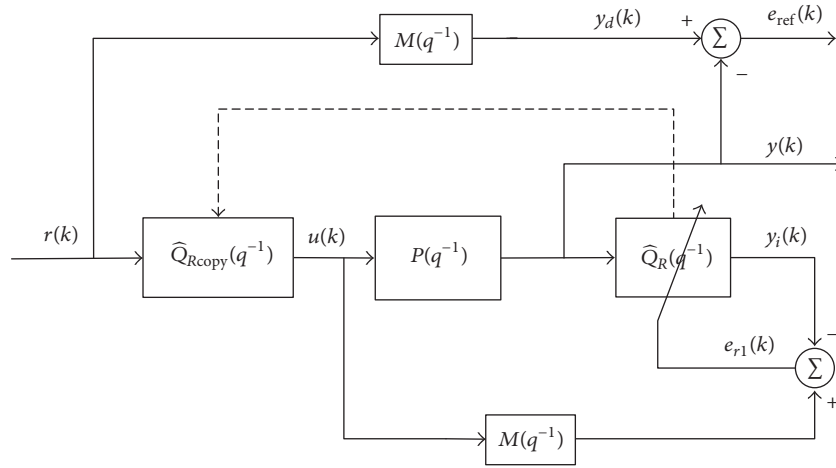 M(q⁻¹)
y_d(k)
+
Σ
e_ref(k)
−
y(k)
r(k)
Q̂_Rcopy(q⁻¹)
u(k)
P(q⁻¹)
Q̂_R(q⁻¹)
y_i(k)
−
e_r1(k)
Σ
+
M(q⁻¹)